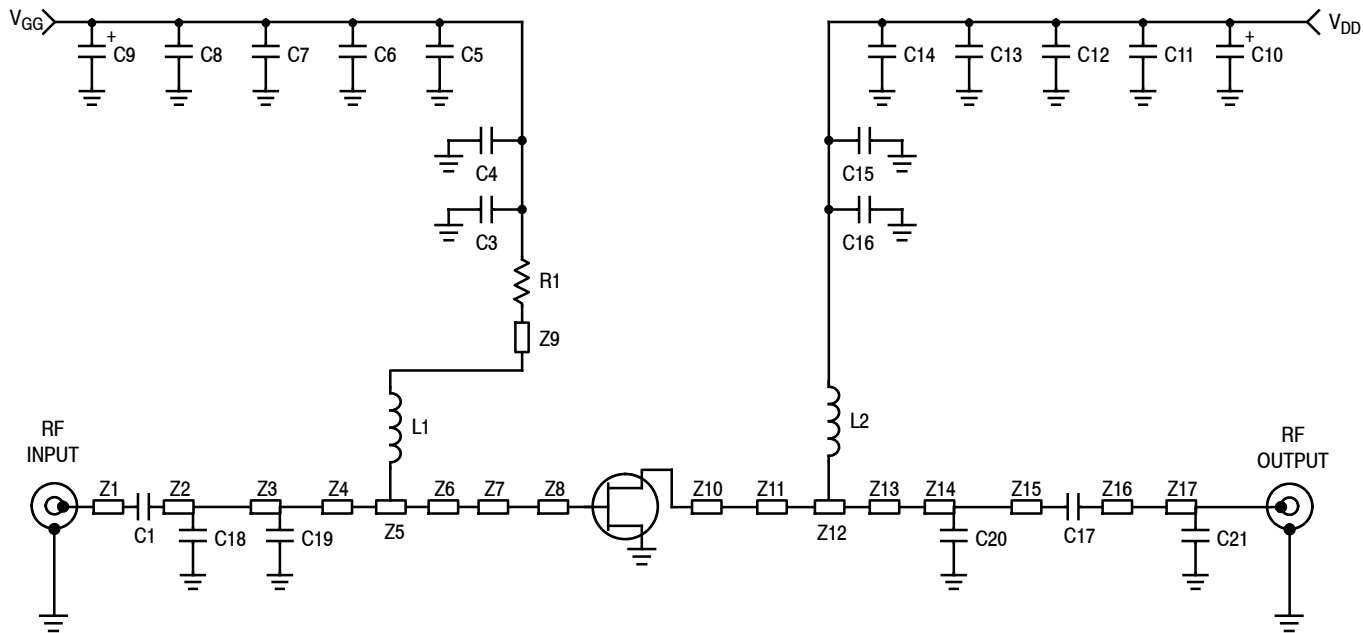 VGG
C9
+
C8
C7
C6
C5
C14
C13
C12
C11
C10
+
VDD
C4
C3
R1
Z9
C15
C16
L1
L2
RF
INPUT
RF
OUTPUT
Z1
C1
Z2
C18
Z3
C19
Z4
Z5
Z6
Z7
Z8
Z10
Z11
Z12
Z13
Z14
C20
Z15
C17
Z16
Z17
C21